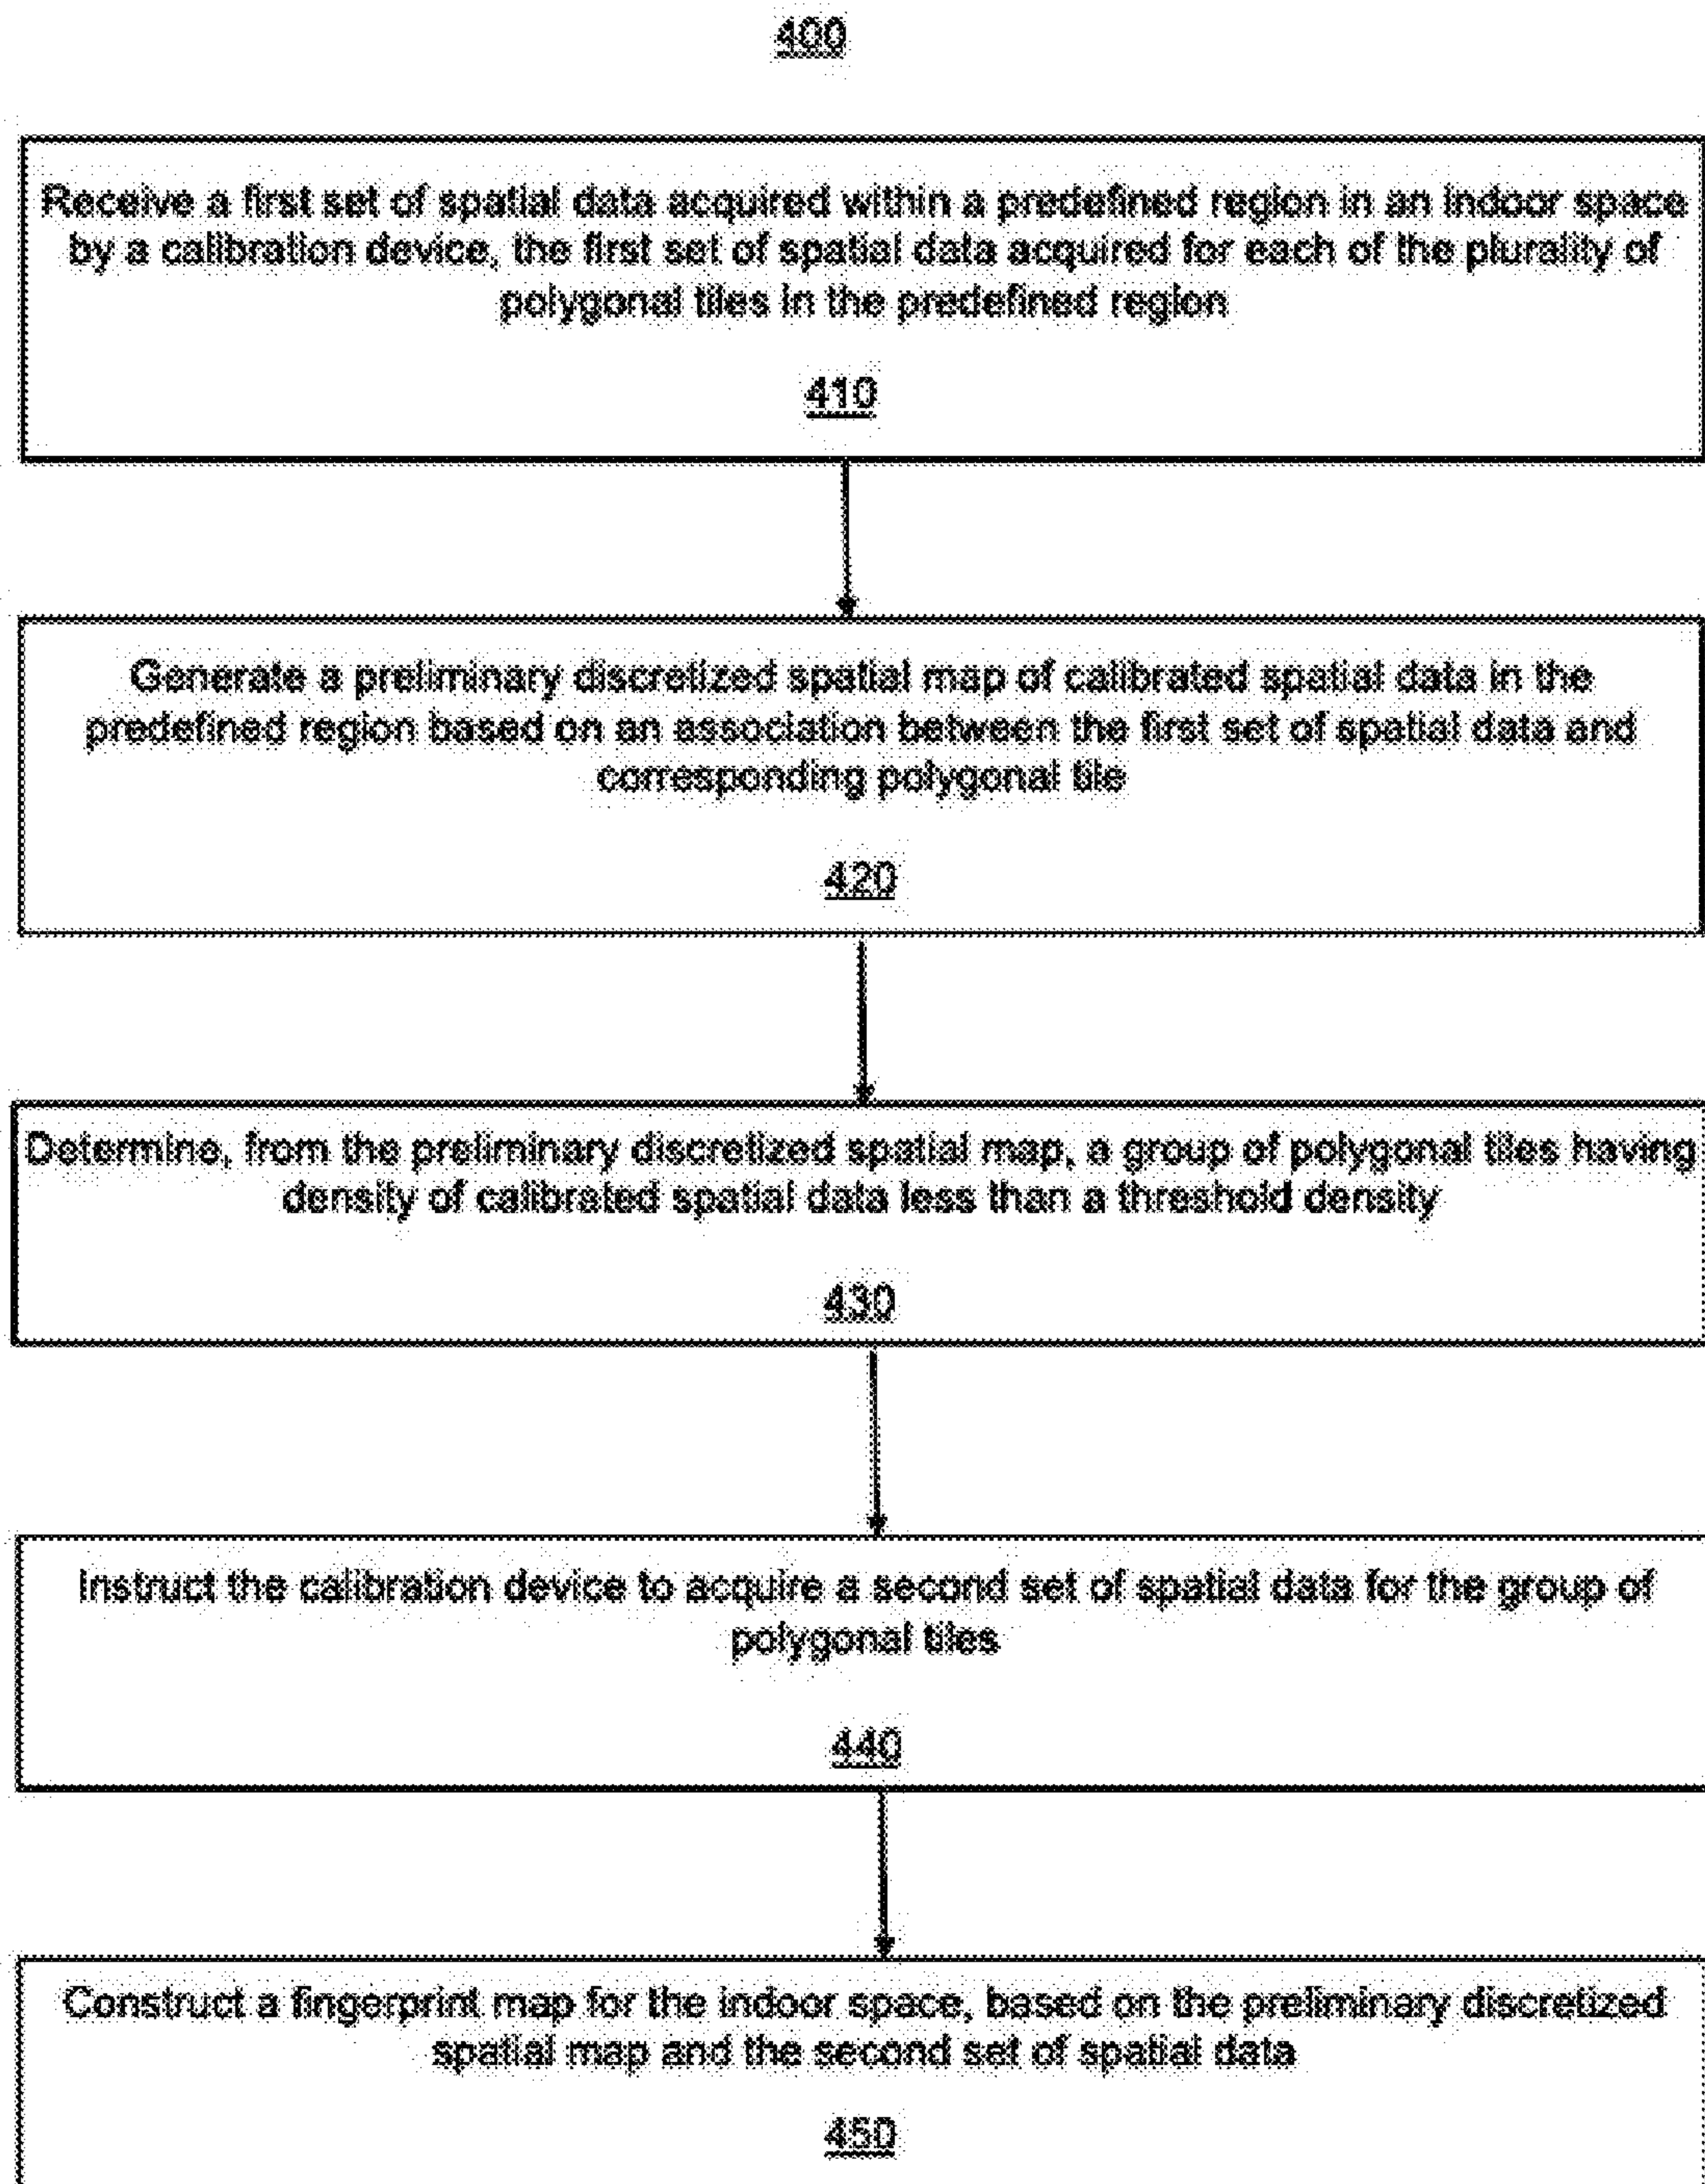 400
Receive a first set of spatial data acquired within a predefined region in an indoor space
by a calibration device, the first set of spatial data acquired for each of the plurality of
polygonal tiles in the predefined region
410
Generate a preliminary discretized spatial map of calibrated spatial data in the
predefined region based on an association between the first set of spatial data and
corresponding polygonal tile
420
Determine, from the preliminary discretized spatial map, a group of polygonal tiles having
density of calibrated spatial data less than a threshold density
430
Instruct the calibration device to acquire a second set of spatial data for the group of
polygonal tiles
440
Construct a fingerprint map for the indoor space, based on the preliminary discretized
spatial map and the second set of spatial data
450